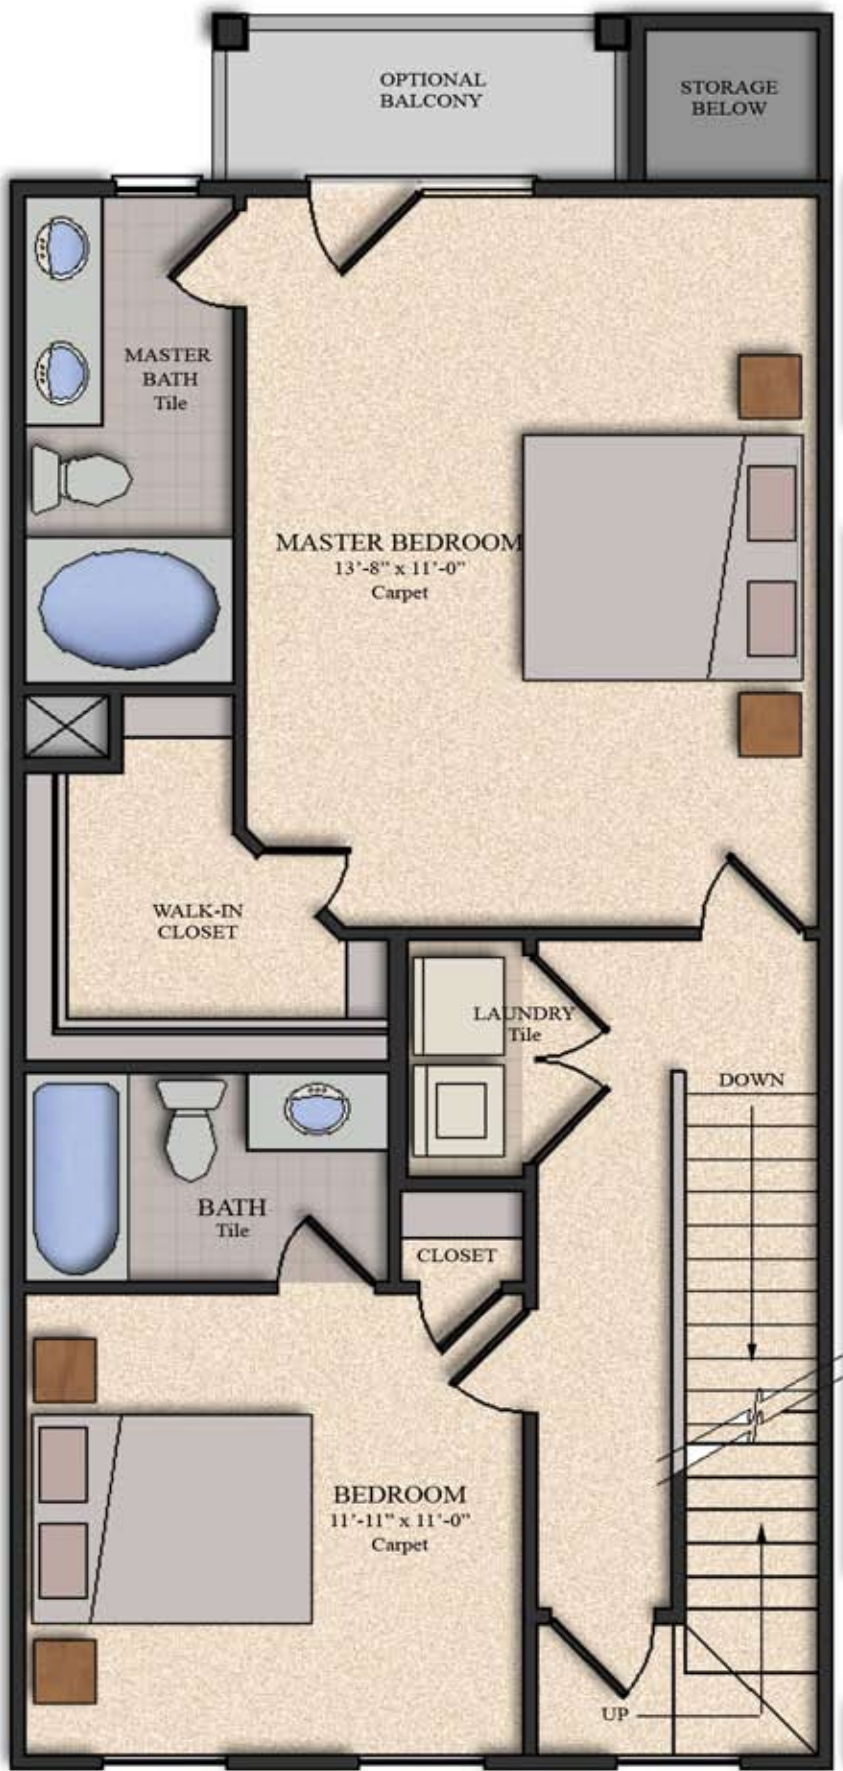 OPTIONAL
BALCONY
STORAGE
BELOW
MASTER
BATH
Tile
MASTER BEDROOM
13'-8" x 11'-0"
Carpet
WALK-IN
CLOSET
LAUNDRY
Tile
DOWN
BATH
Tile
CLOSET
BEDROOM
11'-11" x 11'-0"
Carpet
UP